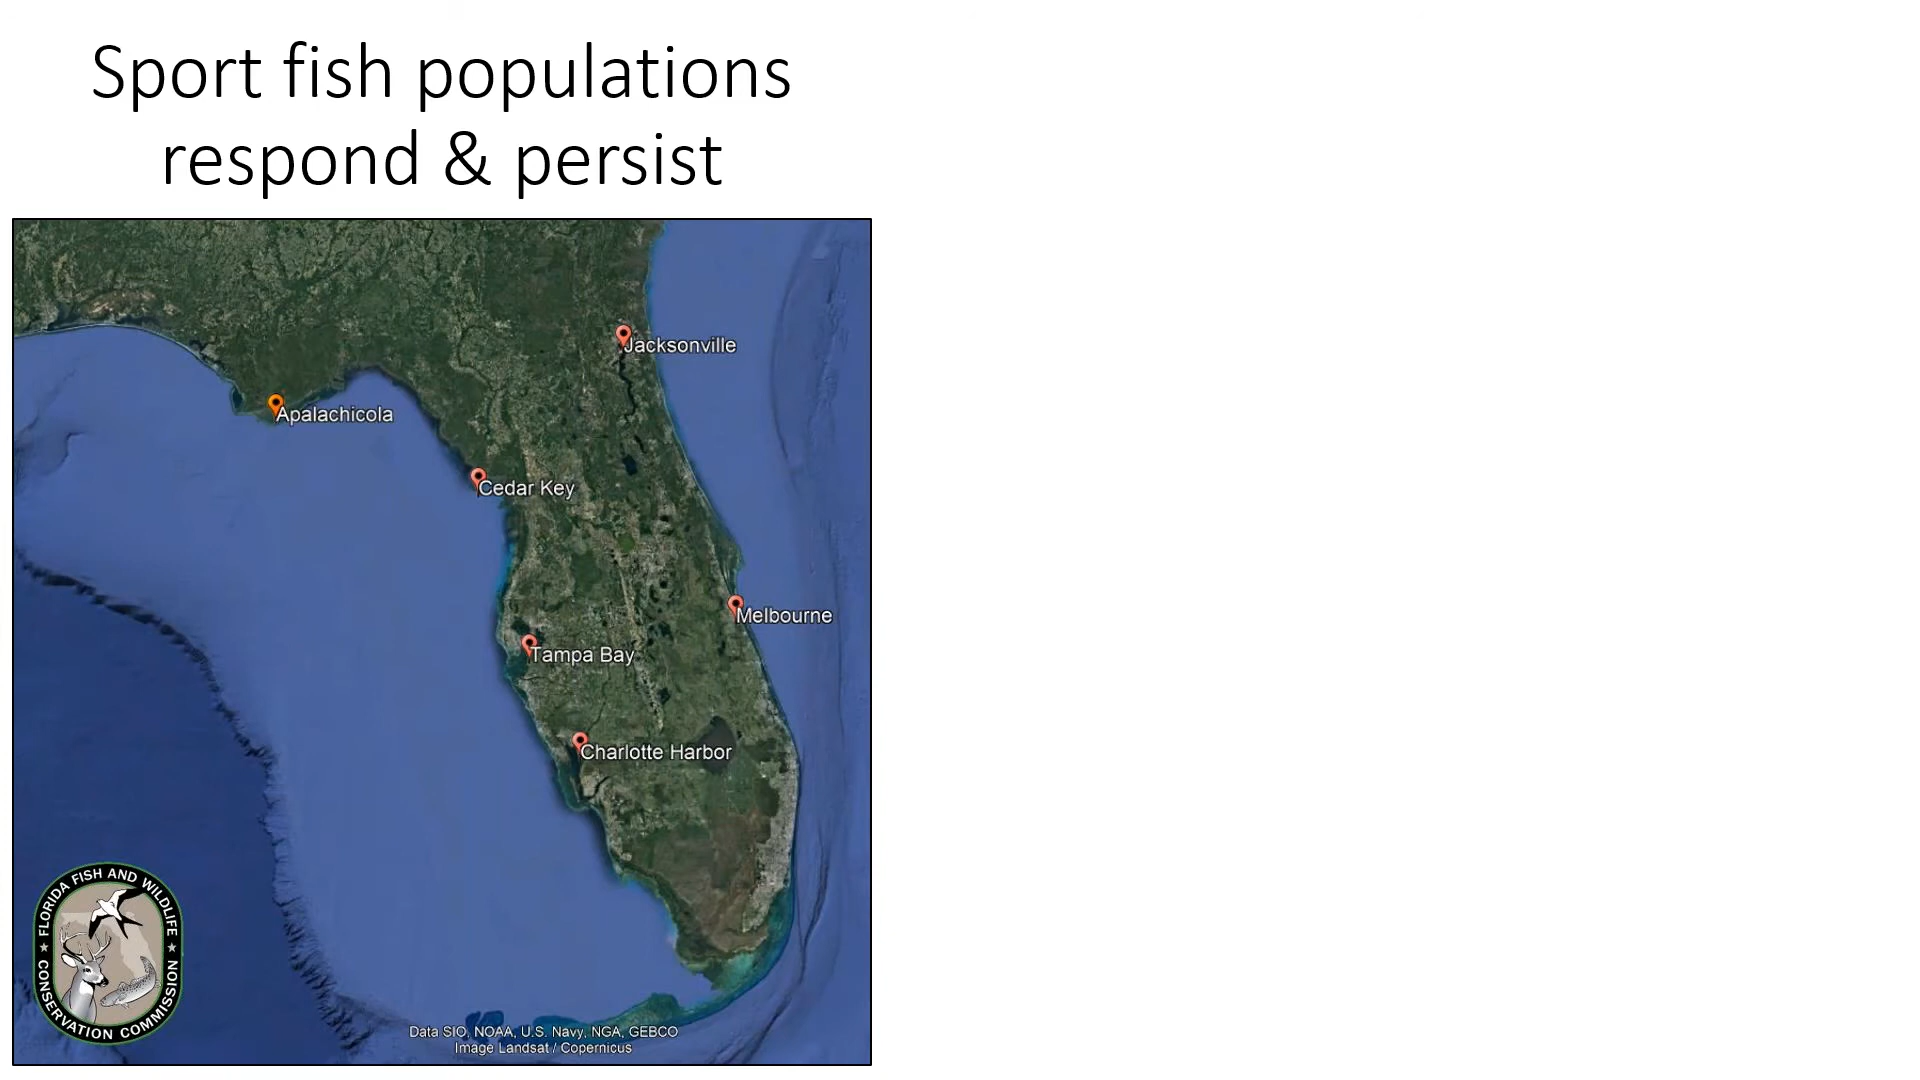 Sport fish populations
respond & persist
Jacksonville
Apalachicola
Cedar Key
Melbourne
Tampa Bay
Charlotte Harbor
FLORIDA FISH AND WILDLIFE
CONSERVATION COMMISSION
Data SIO, NOAA, U.S. Navy, NGA, GEBCO
Image Landsat / Copernicus